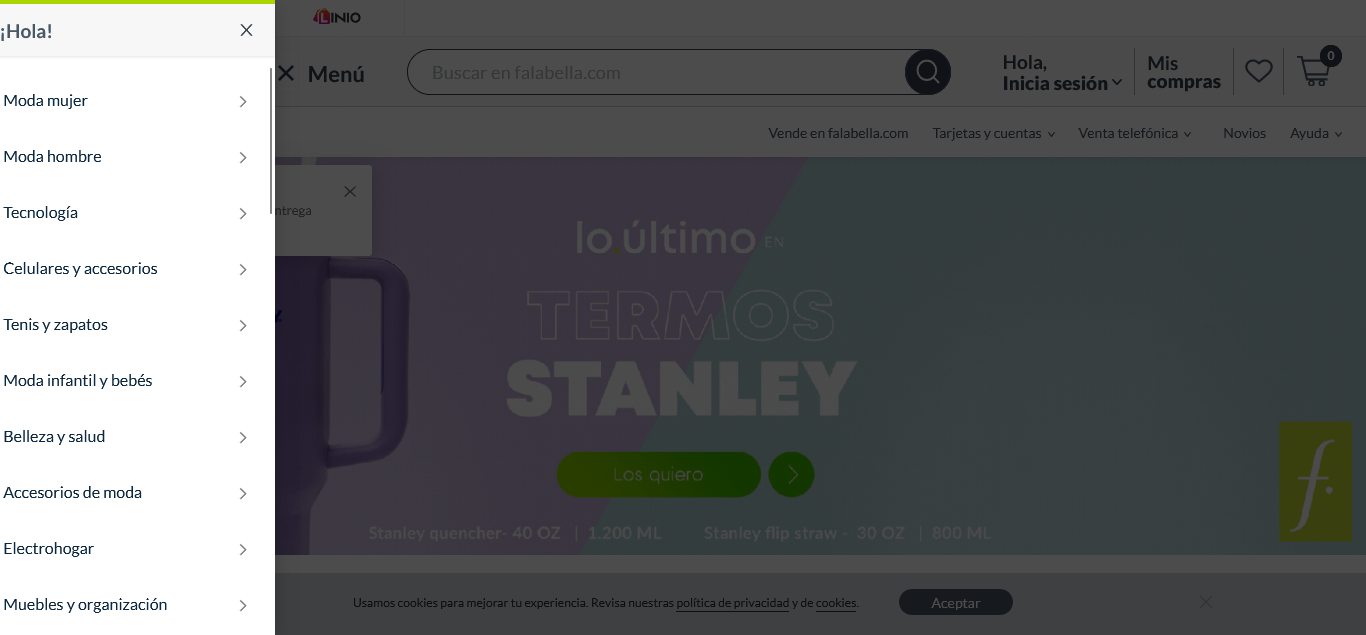 ¡Hola!
Moda mujer
Moda hombre
Tecnología
Celulares y accesorios
Tenis y zapatos
Moda infantil y bebés
Belleza y salud
Accesorios de moda
Electrohogar
Muebles y organización
LINIO
Menú
Buscar en falabella.com
Hola,
Inicia sesión
Mis
compras
0
Vende en falabella.com
Tarjetas y cuentas
Venta telefónica
Novios
Ayuda
ntrega
lo.último EN
TERMOS
STANLEY
Los quiero
Stanley quencher- 40 OZ | 1.200 ML
Stanley flip straw - 30 OZ | 800 ML
f.
Usamos cookies para mejorar tu experiencia. Revisa nuestras política de privacidad y de cookies.
Aceptar